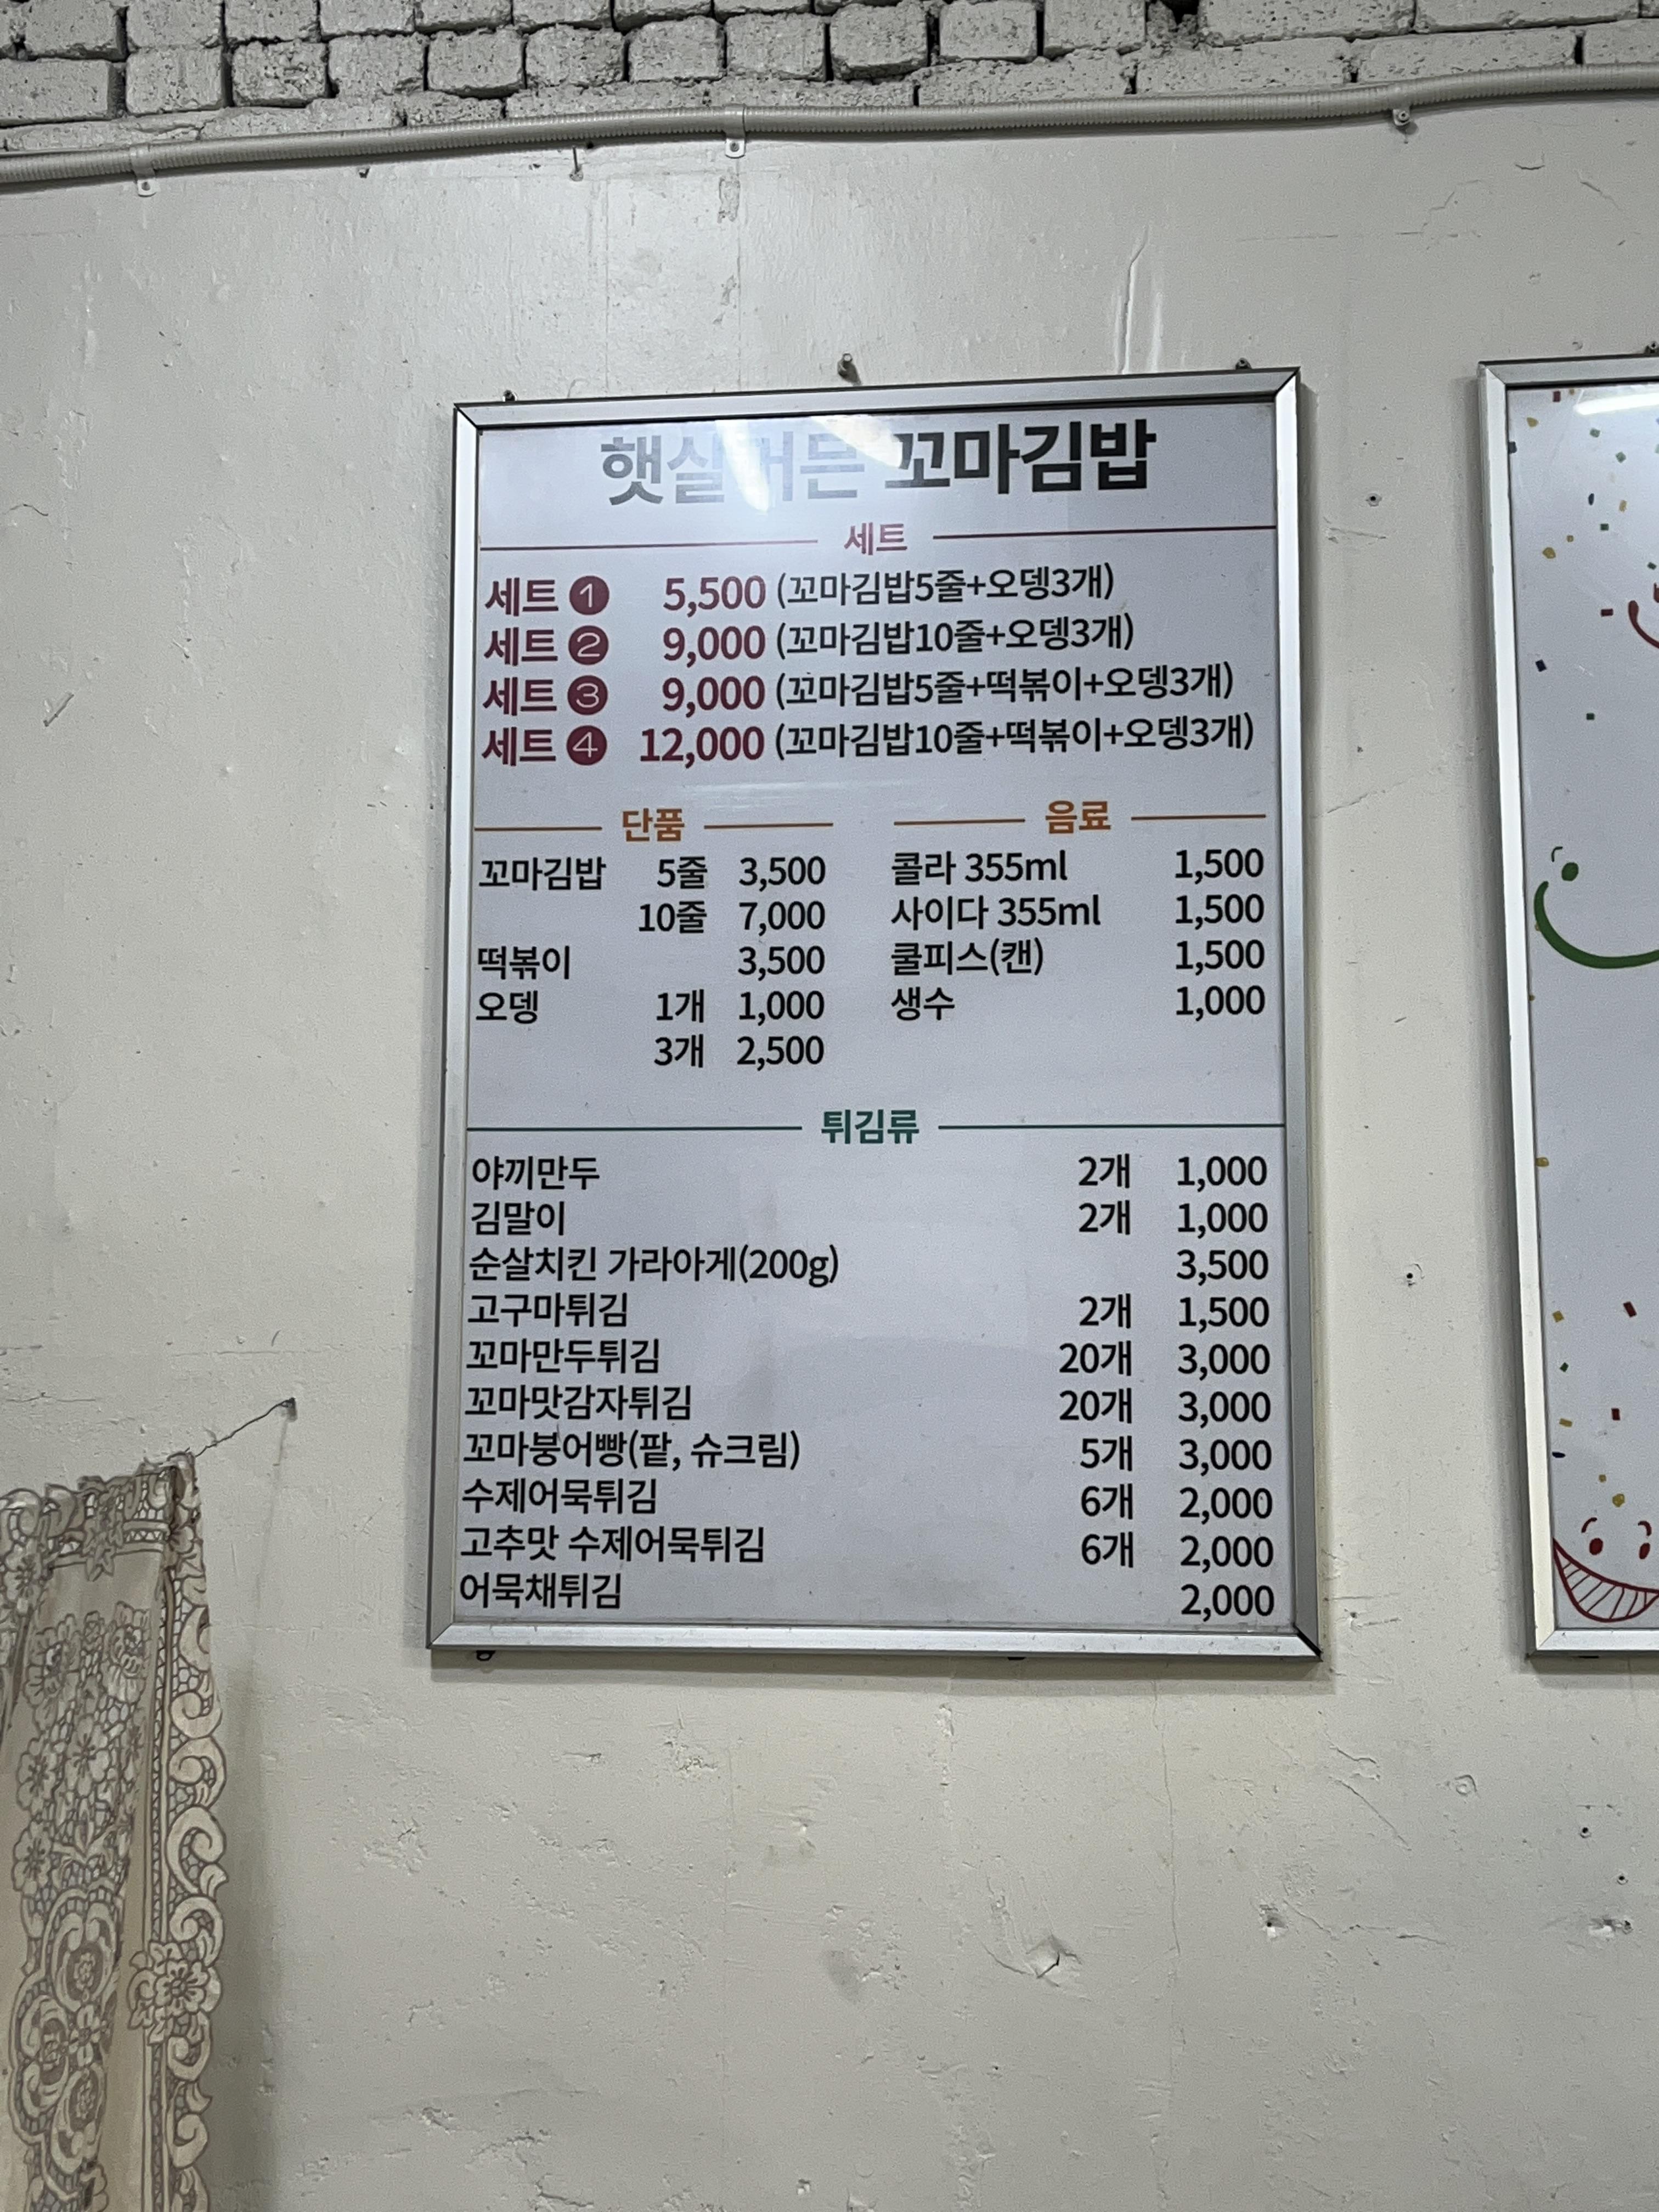 햇살머믄 꼬마김밥
세트
세트 ❶ 5,500 (꼬마김밥5줄+오뎅3개)
세트 ❷ 9,000 (꼬마김밥10줄+오뎅3개)
세트 ❸ 9,000 (꼬마김밥5줄+떡볶이+오뎅3개)
세트 ❹ 12,000 (꼬마김밥10줄+떡볶이+오뎅3개)
단품
꼬마김밥 5줄 3,500
10줄 7,000
떡볶이 3,500
오뎅 1개 1,000
3개 2,500
음료
콜라 355ml 1,500
사이다 355ml 1,500
쿨피스(캔) 1,500
생수 1,000
튀김류
야끼만두 2개 1,000
김말이 2개 1,000
순살치킨 가라아게(200g) 3,500
고구마튀김 2개 1,500
꼬마만두튀김 20개 3,000
꼬마맛감자튀김 20개 3,000
꼬마붕어빵(팥, 슈크림) 5개 3,000
수제어묵튀김 6개 2,000
고추맛 수제어묵튀김 6개 2,000
어묵채튀김 2,000